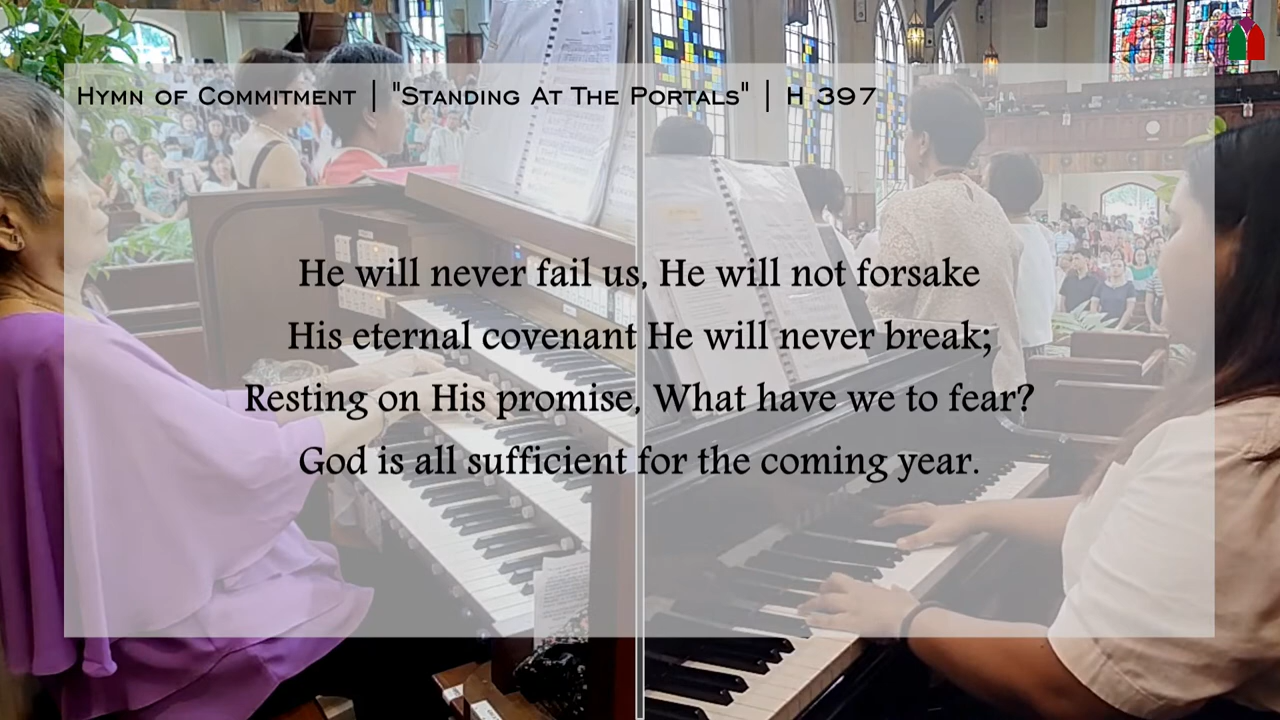 HYMN OF COMMITMENT | "STANDING AT THE PORTALS" | H 397
He will never fail us, He will not forsake
His eternal covenant He will never break;
Resting on His promise, What have we to fear?
God is all sufficient for the coming year.